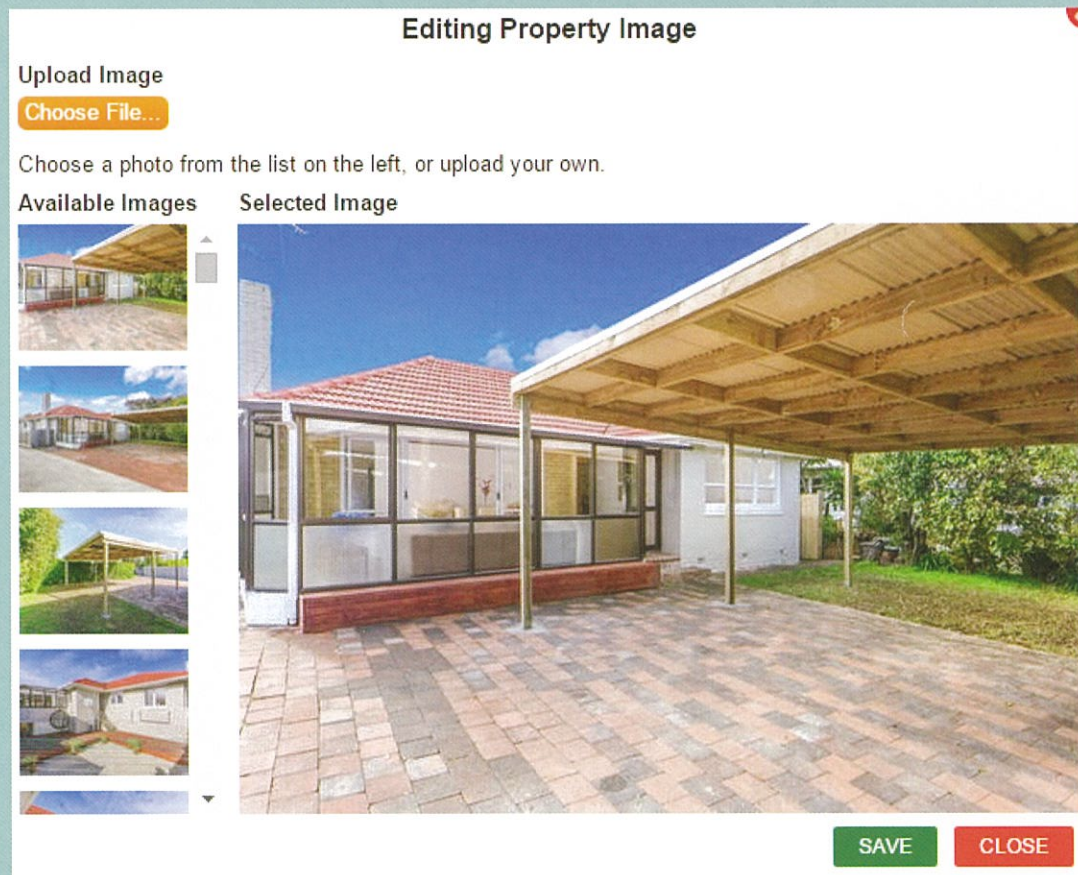 Editing Property Image
Upload Image
Choose File...
Choose a photo from the list on the left, or upload your own.
Available Images
Selected Image
SAVE
CLOSE